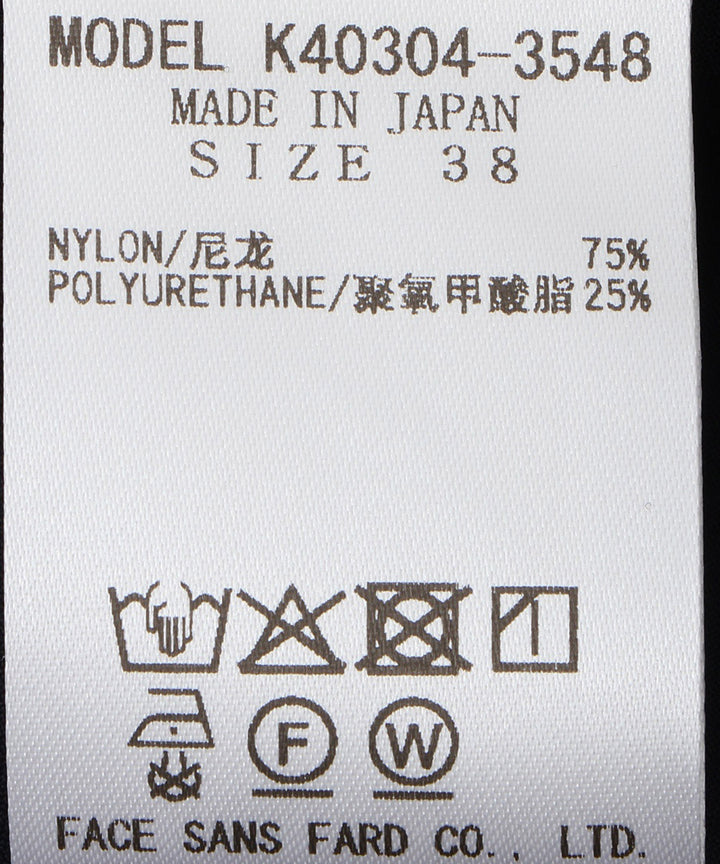 MODEL K40304-3548
MADE IN JAPAN
SIZE 38
NYLON/尼龙 75%
POLYURETHANE/聚氧甲酸脂 25%
F W
FACE SANS FARD CO., LTD.